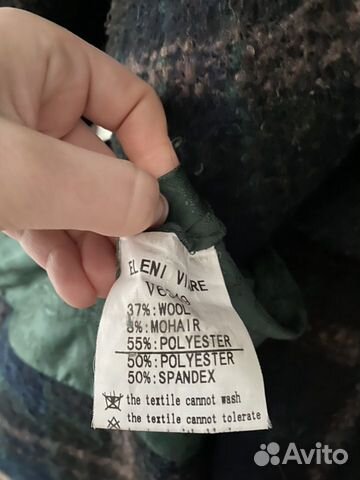 ELENI VIARE
37%:WOOL
8%:MOHAIR
55%:POLYESTER
50%:POLYESTER
50%:SPANDEX
the textile cannot wash
the textile cannot tolerate
Avito